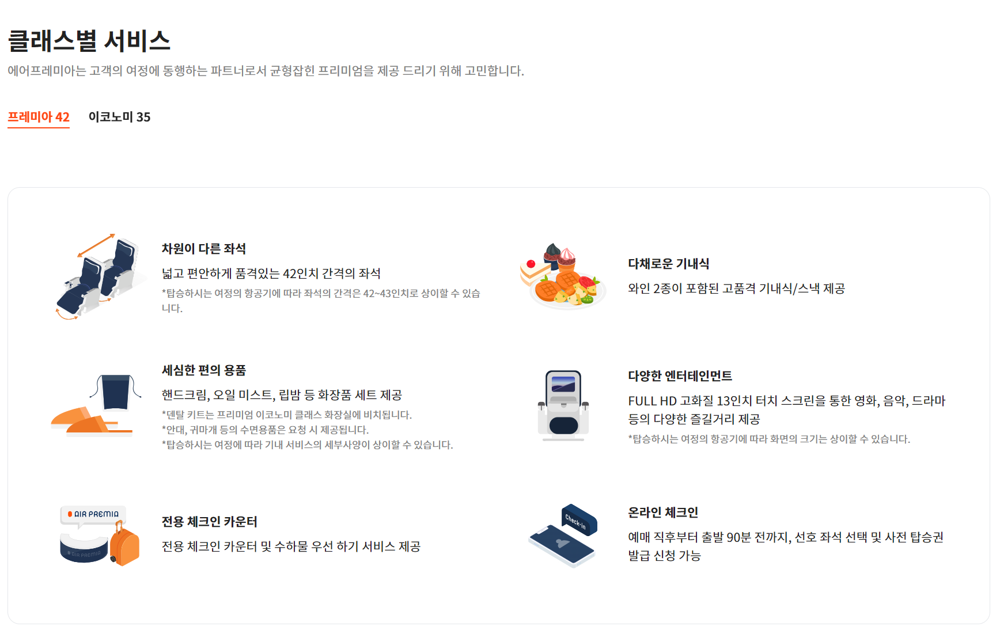 클래스별 서비스
에어프레미아는 고객의 여정에 동행하는 파트너로서 균형잡힌 프리미엄을 제공 드리기 위해 고민합니다.
프레미아 42 이코노미 35
차원이 다른 좌석
넓고 편안하게 품격있는 42인치 간격의 좌석
*탑승하시는 여정의 항공기에 따라 좌석의 간격은 42~43인치로 상이할 수 있습
니다.
다채로운 기내식
와인 2종이 포함된 고품격 기내식/스낵 제공
세심한 편의 용품
핸드크림, 오일 미스트, 립밤 등 화장품 세트 제공
*덴탈 키트는 프리미엄 이코노미 클래스 화장실에 비치됩니다.
*안대, 귀마개 등의 수면용품은 요청 시 제공됩니다.
*탑승하시는 여정에 따라 기내 서비스의 세부사양이 상이할 수 있습니다.
다양한 엔터테인먼트
FULL HD 고화질 13인치 터치 스크린을 통한 영화, 음악, 드라마
등의 다양한 즐길거리 제공
*탑승하시는 여정의 항공기에 따라 화면의 크기는 상이할 수 있습니다.
AIR PREMIA
AIR PREMIA
전용 체크인 카운터
전용 체크인 카운터 및 수하물 우선 하기 서비스 제공
Check-in
온라인 체크인
예매 직후부터 출발 90분 전까지, 선호 좌석 선택 및 사전 탑승권
발급 신청 가능